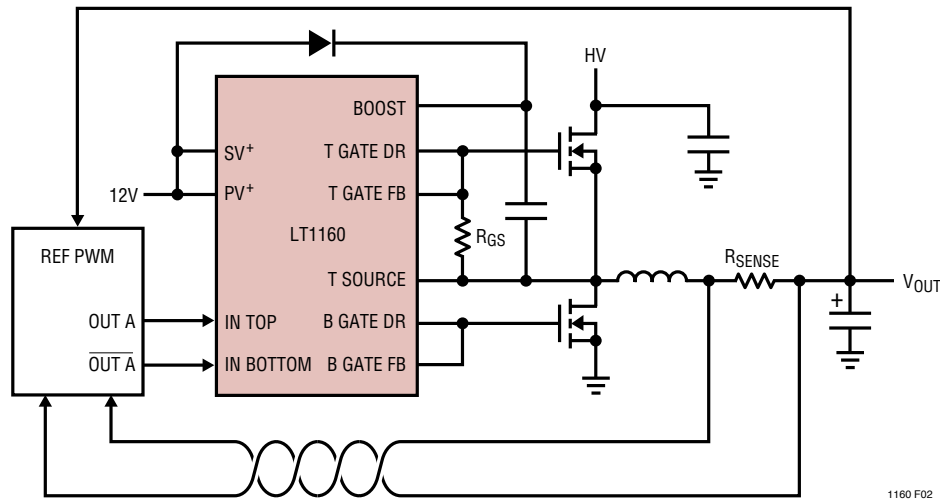 HV
BOOST
SV+
T GATE DR
12V
PV+
T GATE FB
LT1160
RGS
REF PWM
RSENSE
T SOURCE
VOUT
+
OUT A
IN TOP
B GATE DR
OUT A
IN BOTTOM
B GATE FB
1160 F02